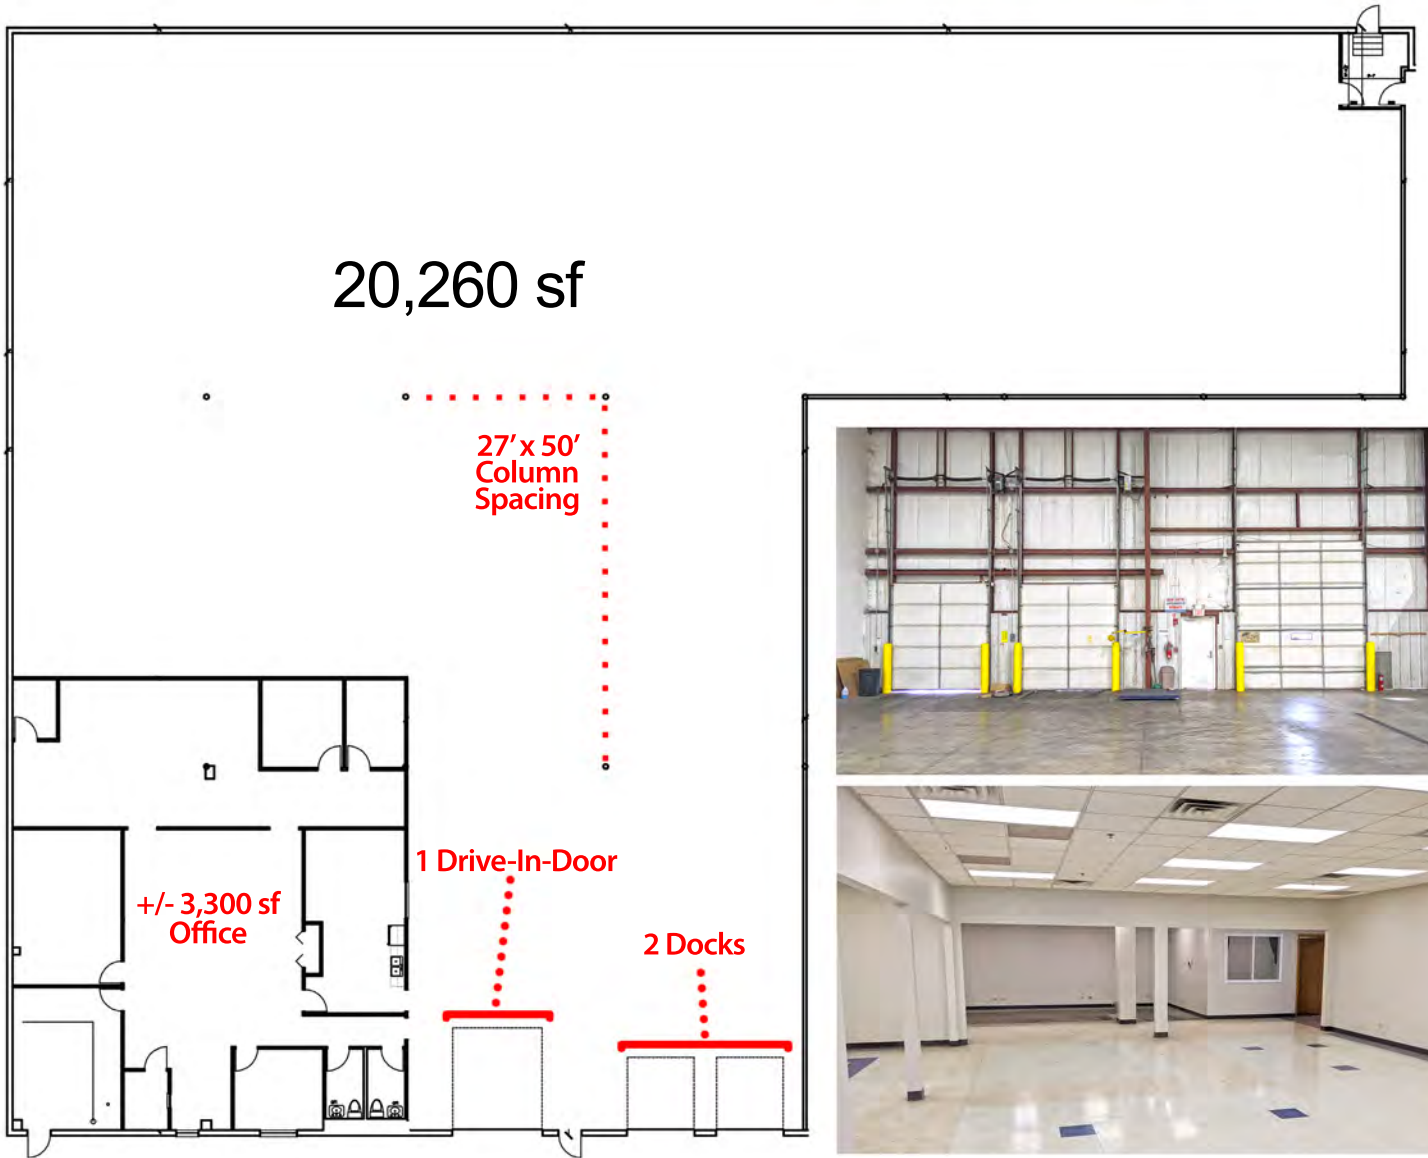 20,260 sf
27' x 50'
Column
Spacing
1 Drive-In-Door
+/- 3,300 sf
Office
2 Docks